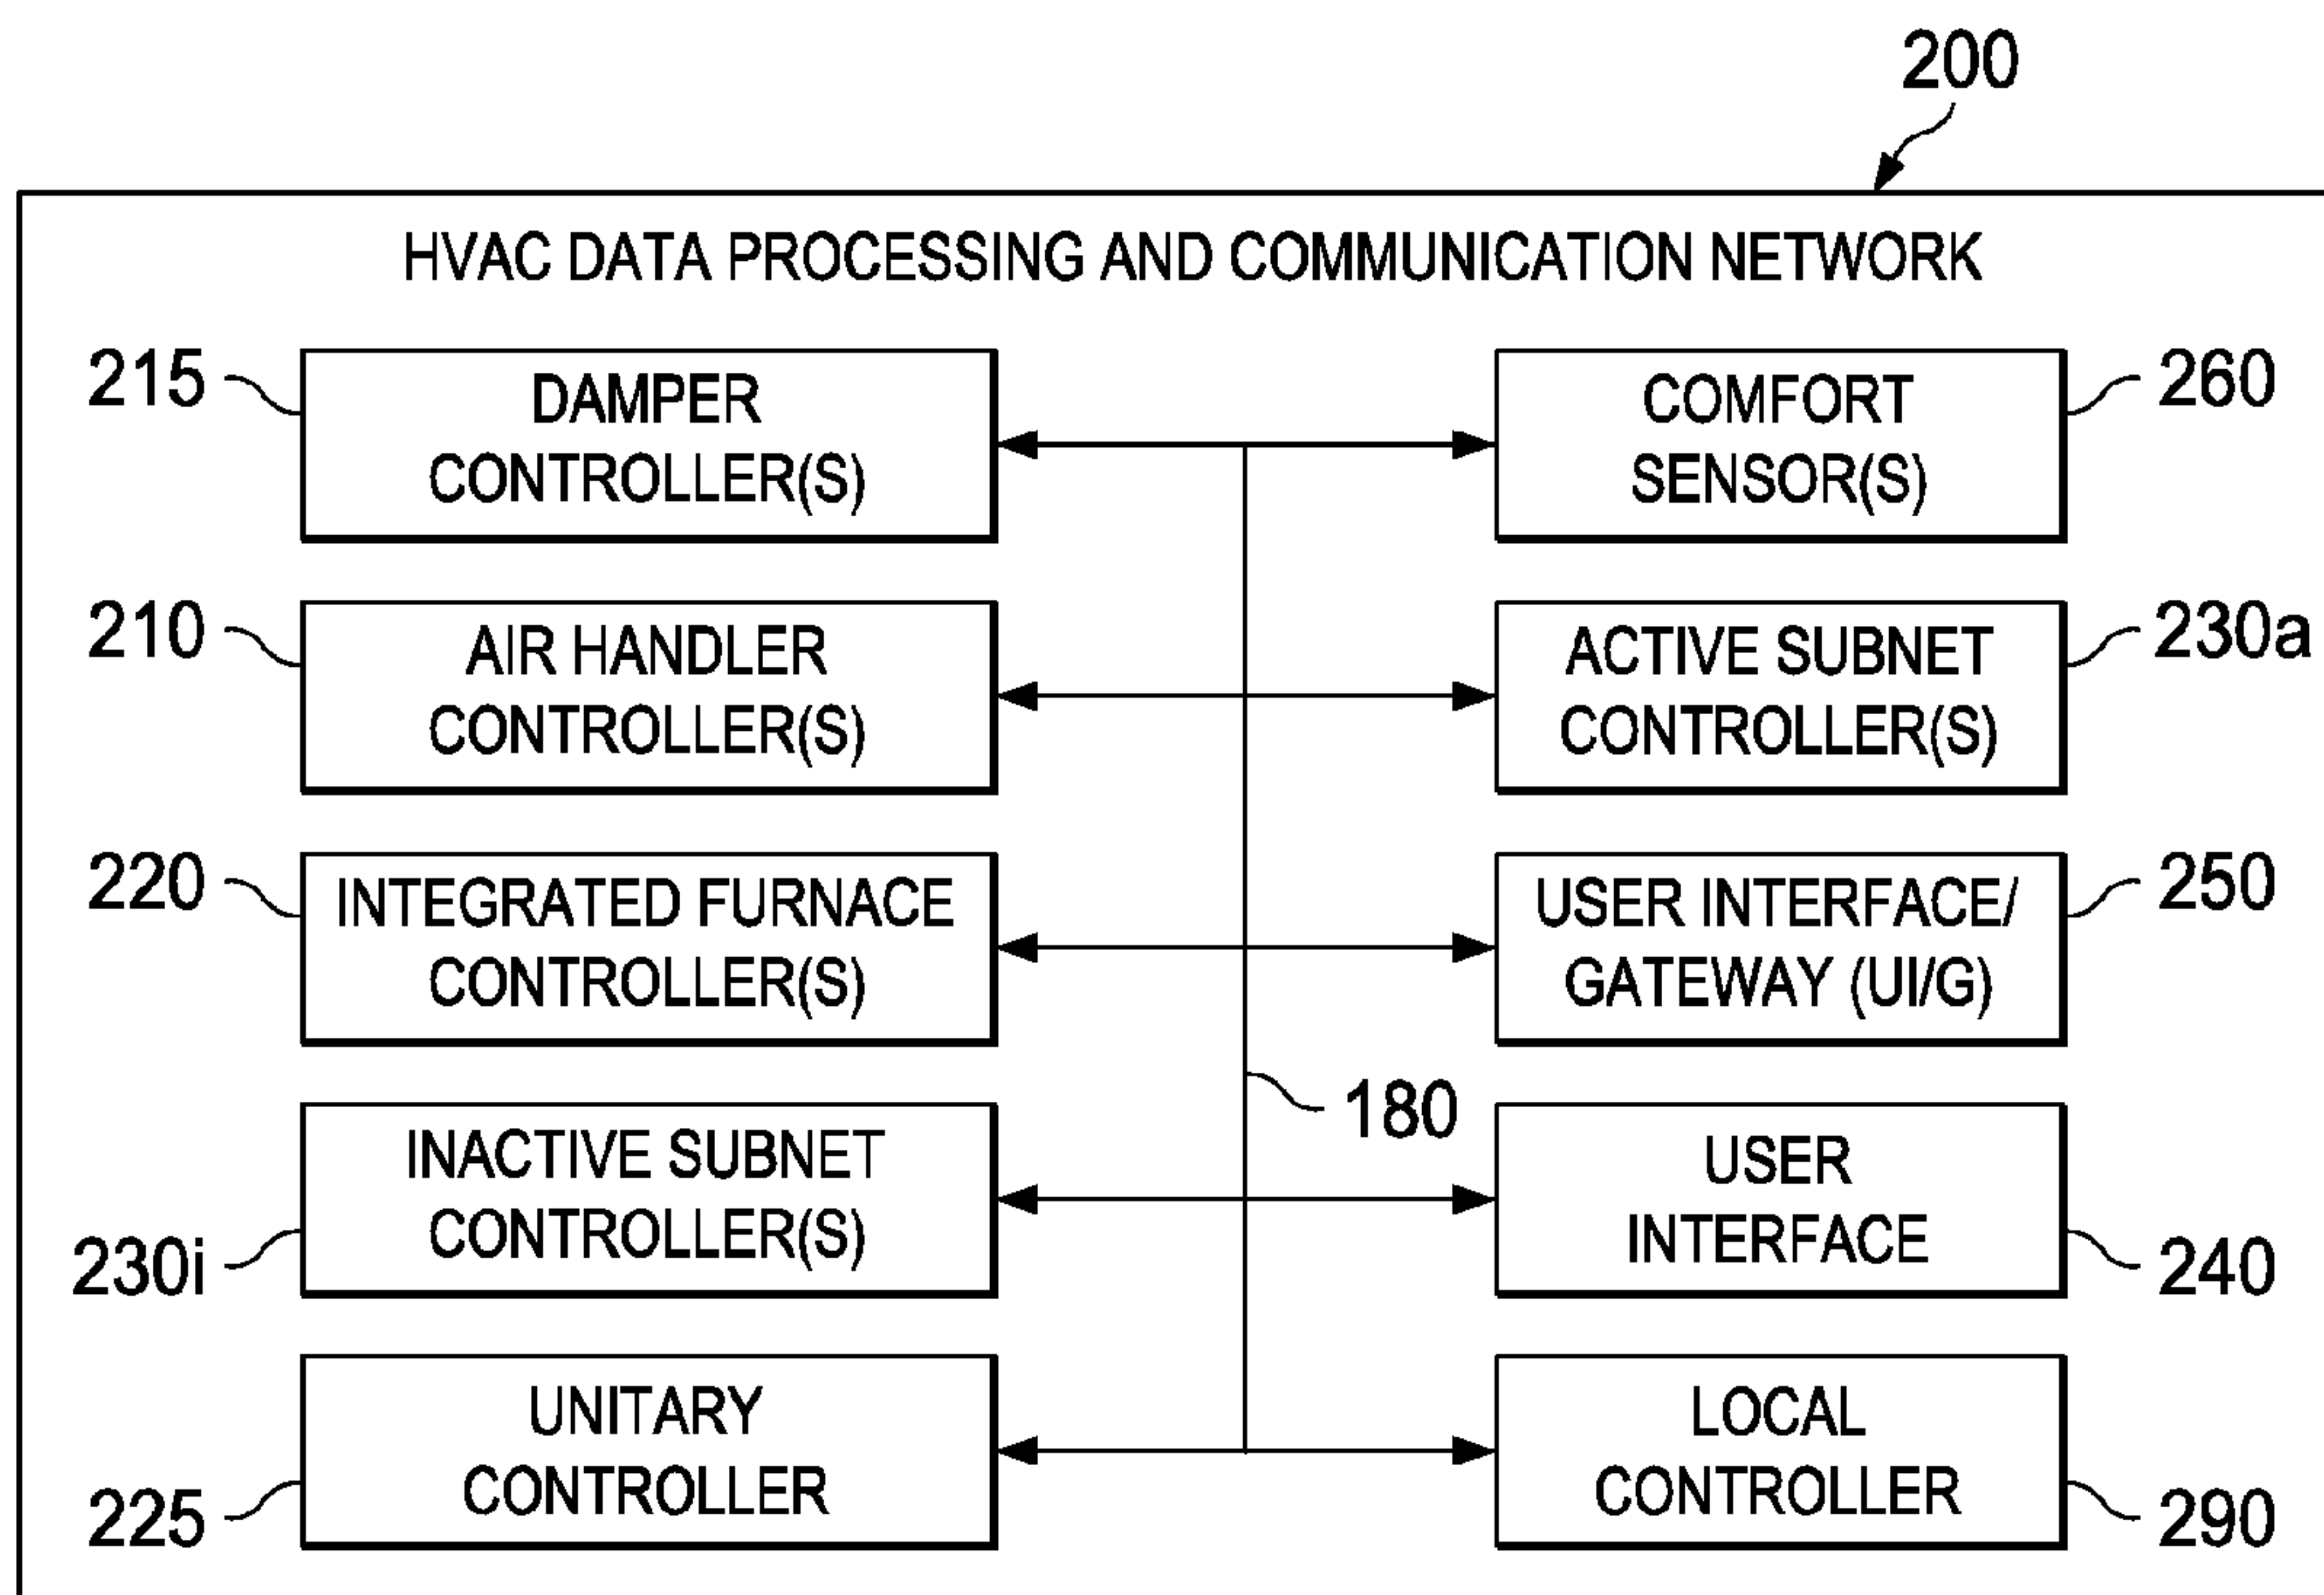 200
HVAC DATA PROCESSING AND COMMUNICATION NETWORK
215
DAMPER
CONTROLLER(S)
COMFORT
SENSOR(S)
260
210
AIR HANDLER
CONTROLLER(S)
ACTIVE SUBNET
CONTROLLER(S)
230a
220
INTEGRATED FURNACE
CONTROLLER(S)
USER INTERFACE/
GATEWAY (UI/G)
250
180
INACTIVE SUBNET
CONTROLLER(S)
230i
USER
INTERFACE
240
UNITARY
CONTROLLER
225
LOCAL
CONTROLLER
290